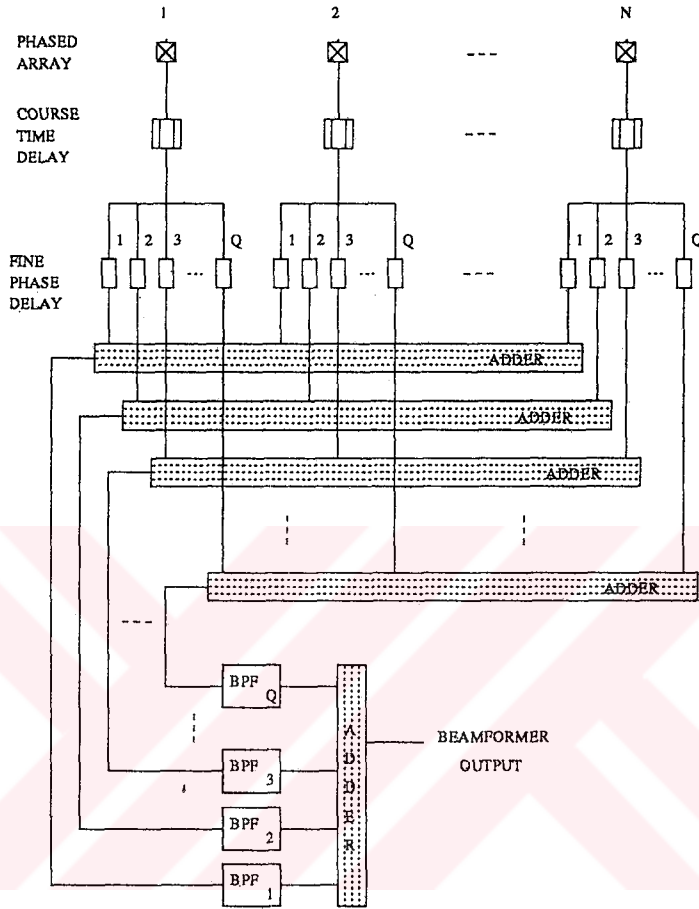 1 2 N
PHASED
ARRAY
---
COURSE
TIME
DELAY
---
1 2 3 Q 1 2 3 Q 1 2 3 Q
FINE
PHASE
DELAY
... ... --- ...
ADDER
ADDER
ADDER
ADDER
---
BPF Q
BPF 3
BPF 2
BPF 1
ADDER
BEAMFORMER
OUTPUT